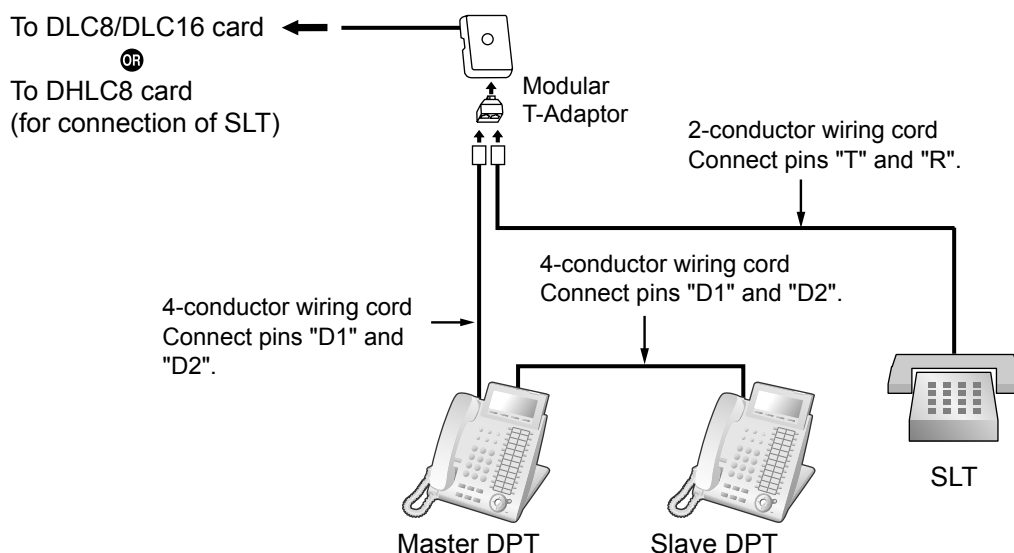 To DLC8/DLC16 card
OR
To DHLC8 card
(for connection of SLT)
Modular
T-Adaptor
2-conductor wiring cord
Connect pins "T" and "R".
4-conductor wiring cord
Connect pins "D1" and "D2".
4-conductor wiring cord
Connect pins "D1" and
"D2".
SLT
Master DPT
Slave DPT